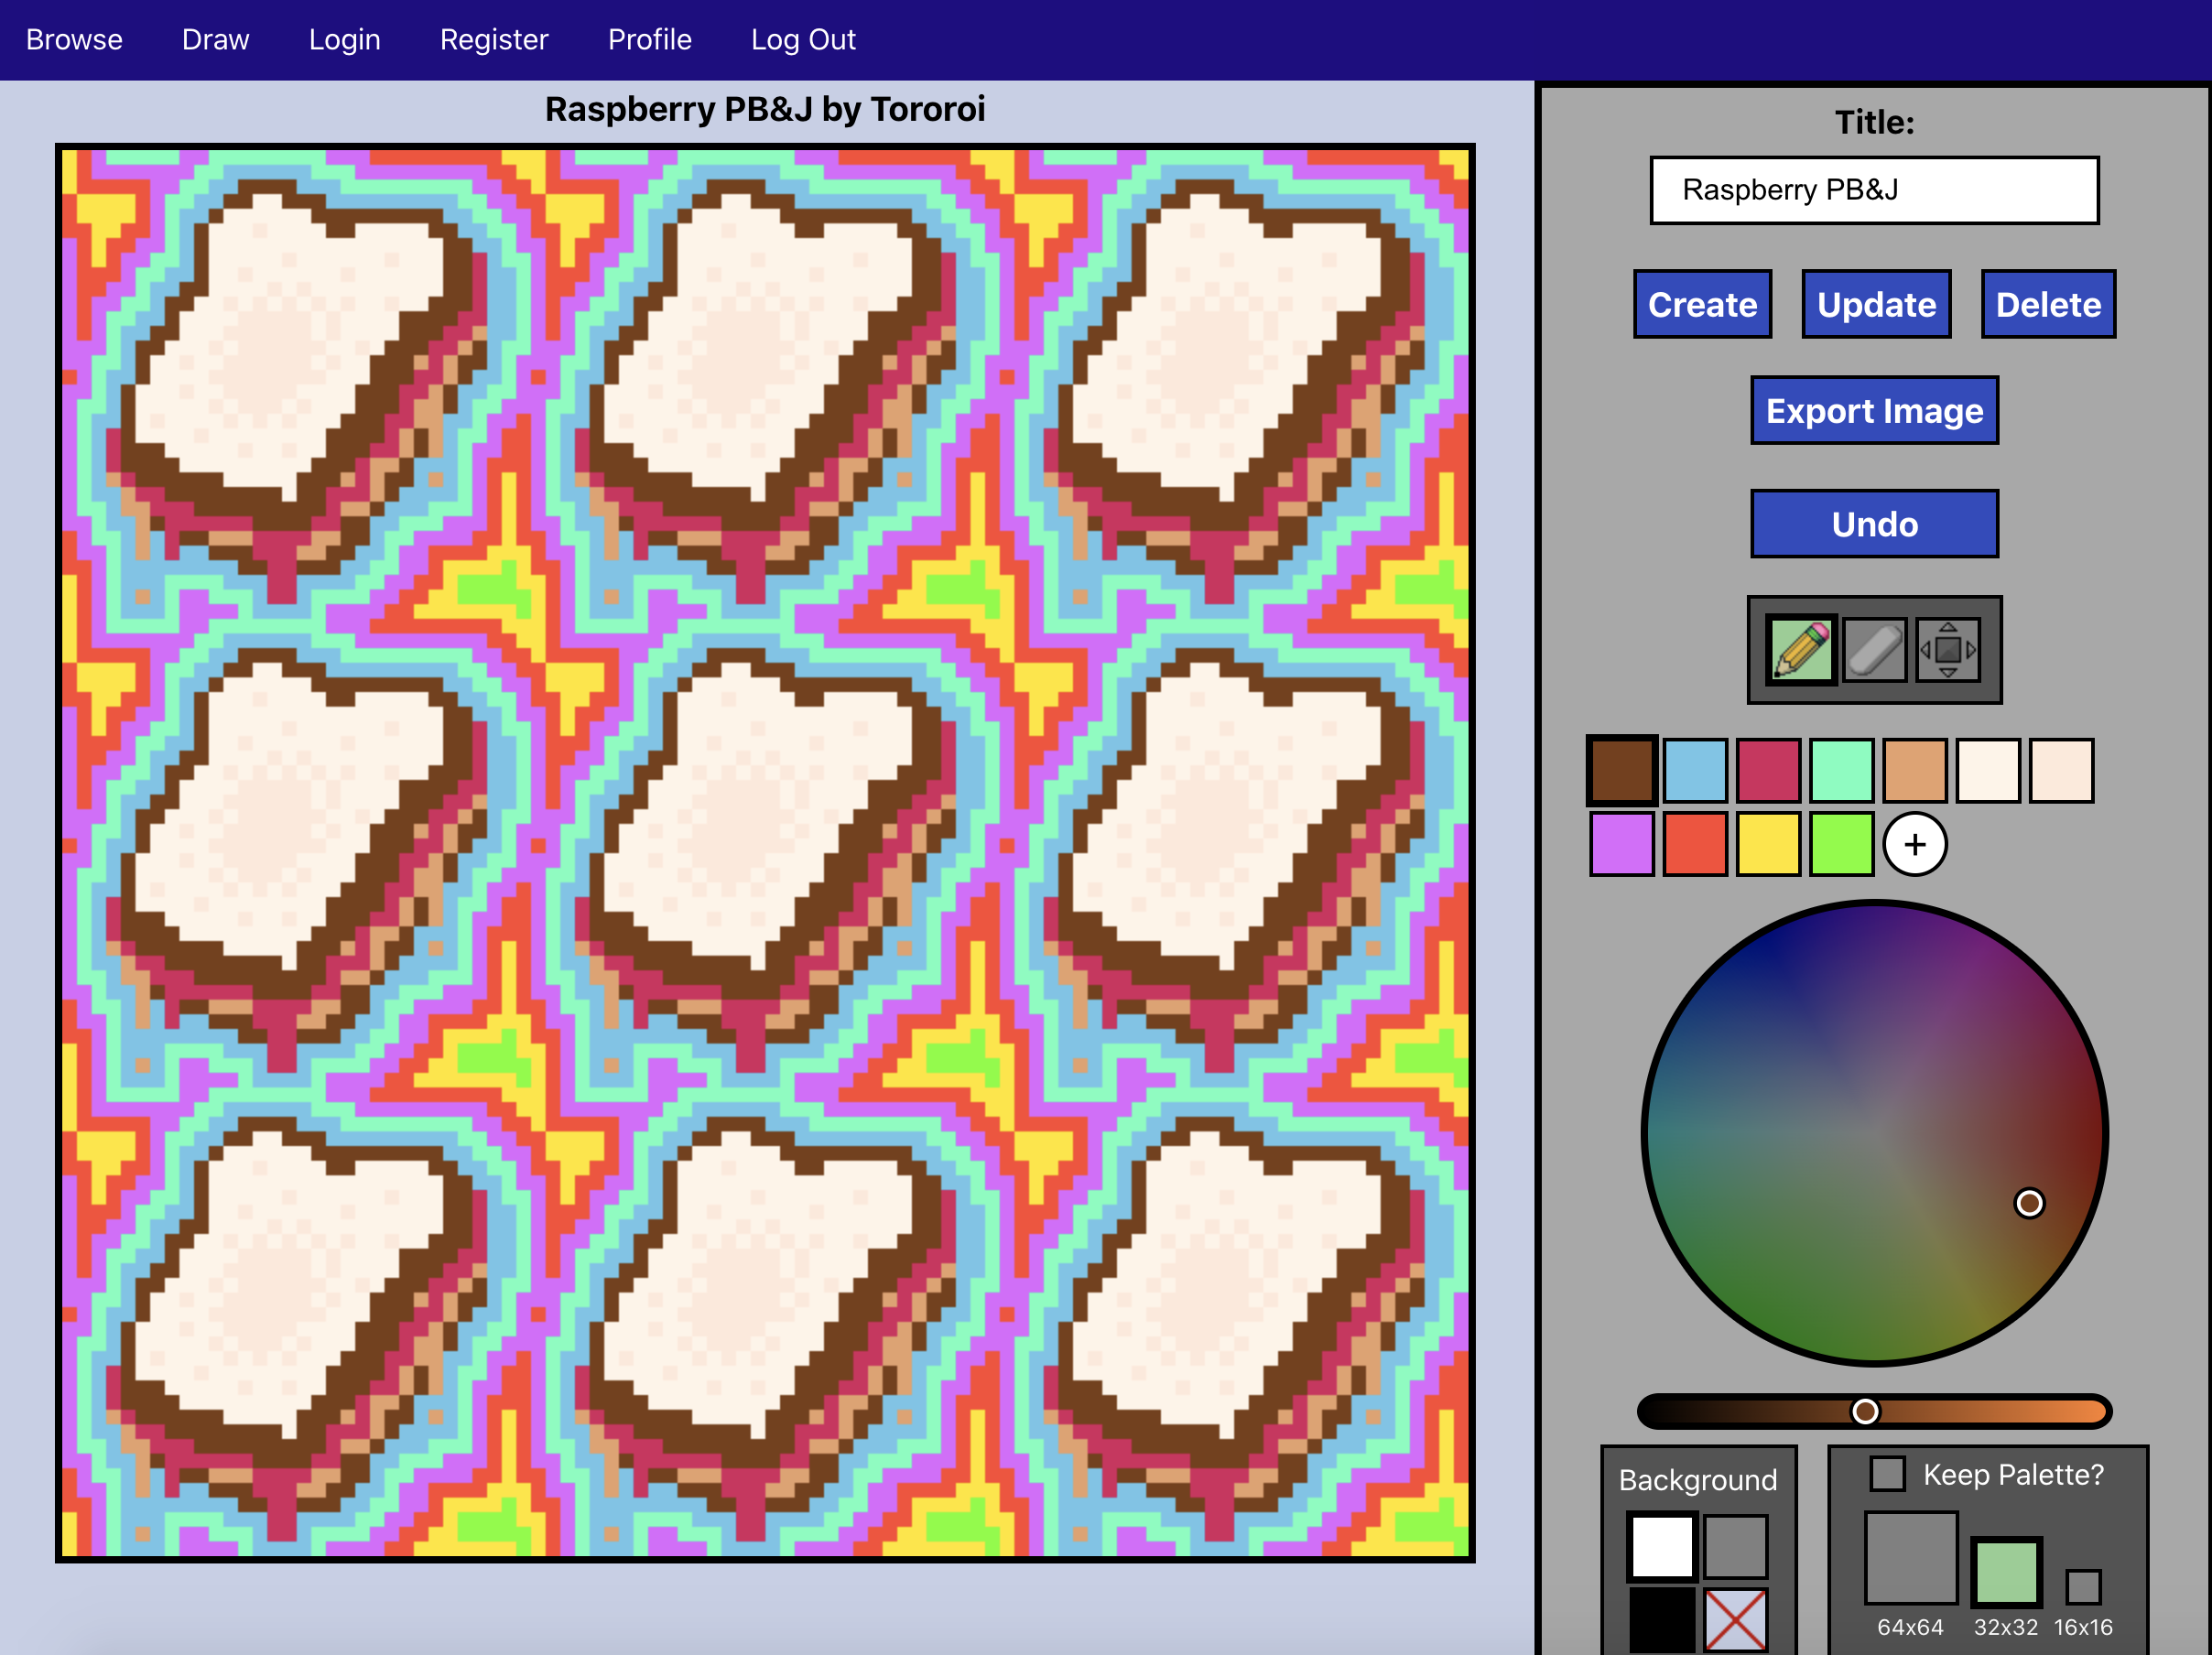 Browse Draw Login Register Profile Log Out
Raspberry PB&J by Tororoi
Title:
Raspberry PB&J
Create Update Delete
Export Image
Undo
+
Background
Keep Palette?
64x64 32x32 16x16